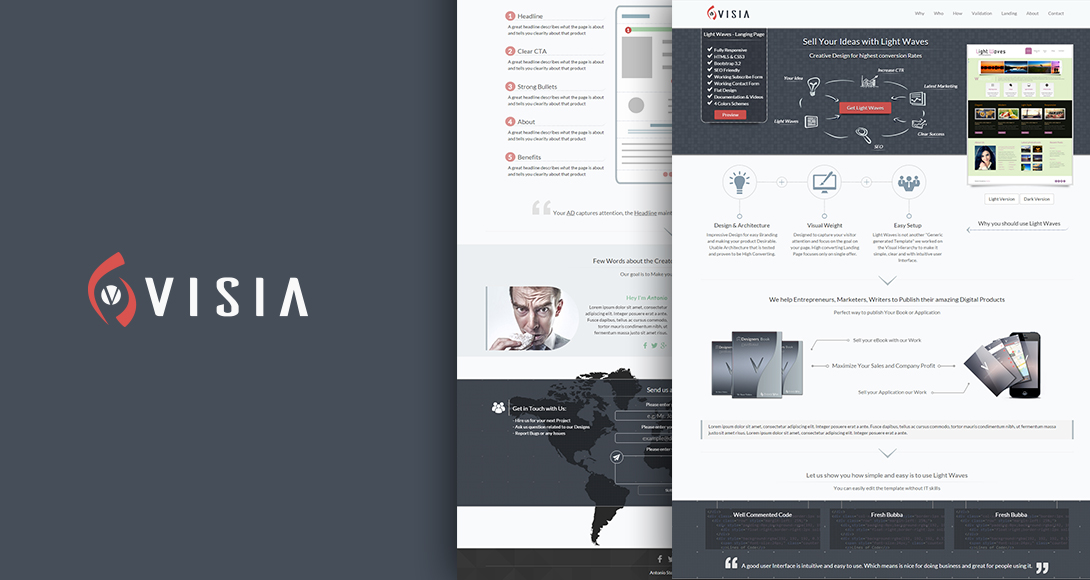 VISIA
1 Headline
A great headline describes what the page is about
and tells you clearity about that product
2 Clear CTA
A great headline describes what the page is about
and tells you clearity about that product
3 Strong Bullets
A great headline describes what the page is about
and tells you clearity about that product
4 About
A great headline describes what the page is about
and tells you clearity about that product
5 Benefits
A great headline describes what the page is about
and tells you clearity about that product
Your AD captures attention, the Headline
Few Words about the
Our goal is to Make
Hey I'm Antonio
Lorem ipsum dolor sit amet,
consectetur adipiscing elit.
Praesent erat a ante.
Fusce dapibus, tellus ac cursus
commodo, tortor mauris
condimentum nibh.
Send us a
Please enter
Get in Touch with Us:
- Hire us for your next Project
- Ask us question related to our Designs
- Report Bugs or any Issues
Please enter
Antonio
VISIA
Why Who How Validation Landing About Contact
Light Waves - Langing Page
Fully Responsive
HTML5 & CSS3
Bootstrap 3.2
SEO Friendly
Working Subscribe Form
Working Contact Form
Flat Design
Documentation & Videos
4 Colors Schemes
Preview
Sell Your Ideas with Light Waves
Creative Design for highest conversion Rates
Your Idea
Increase CTR
Latest Marketing
Get Light Waves
Light Waves
Clear Success
SEO
Light Waves
Light Version Dark Version
Why you should use Light Waves
Design & Architecture
Impressive Design for easy Branding
and making your product Desirable.
Usable Architecture that is tested
and proven to be High Converting.
Visual Weight
Designed to capture your visitor
attention and focus on the goal on
your page. High converting Landing
Page focuses only on single offer.
Easy Setup
Light Waves is not another "Generic
generated Template" we worked on
the Visual Hierarchy to make it
simple, clear and with intuitive user
Interface.
We help Entrepreneurs, Marketers, Writers to Publish their amazing Digital Products
Perfect way to publish Your Book or Application
Designers Book
Sell your eBook with our Work
Maximize Your Sales and Company Profit
Sell your Application our Work
Lorem ipsum dolor sit amet, consectetur adipiscing elit. Integer posuere erat a ante. Fusce dapibus, tellus ac cursus commodo, tortor mauris condimentum nibh, ut fermentum massa
justo sit amet risus. Lorem ipsum dolor sit amet, consectetur adipiscing elit. Integer posuere erat a ante.
Let us show you how simple and easy is to use Light Waves
You can easily edit the template without IT skills
Well Commented Code
Fresh Bubba
Fresh Bubba
A good user Interface is intuitive and easy to use, Which means is nice for doing business and great for people using it.